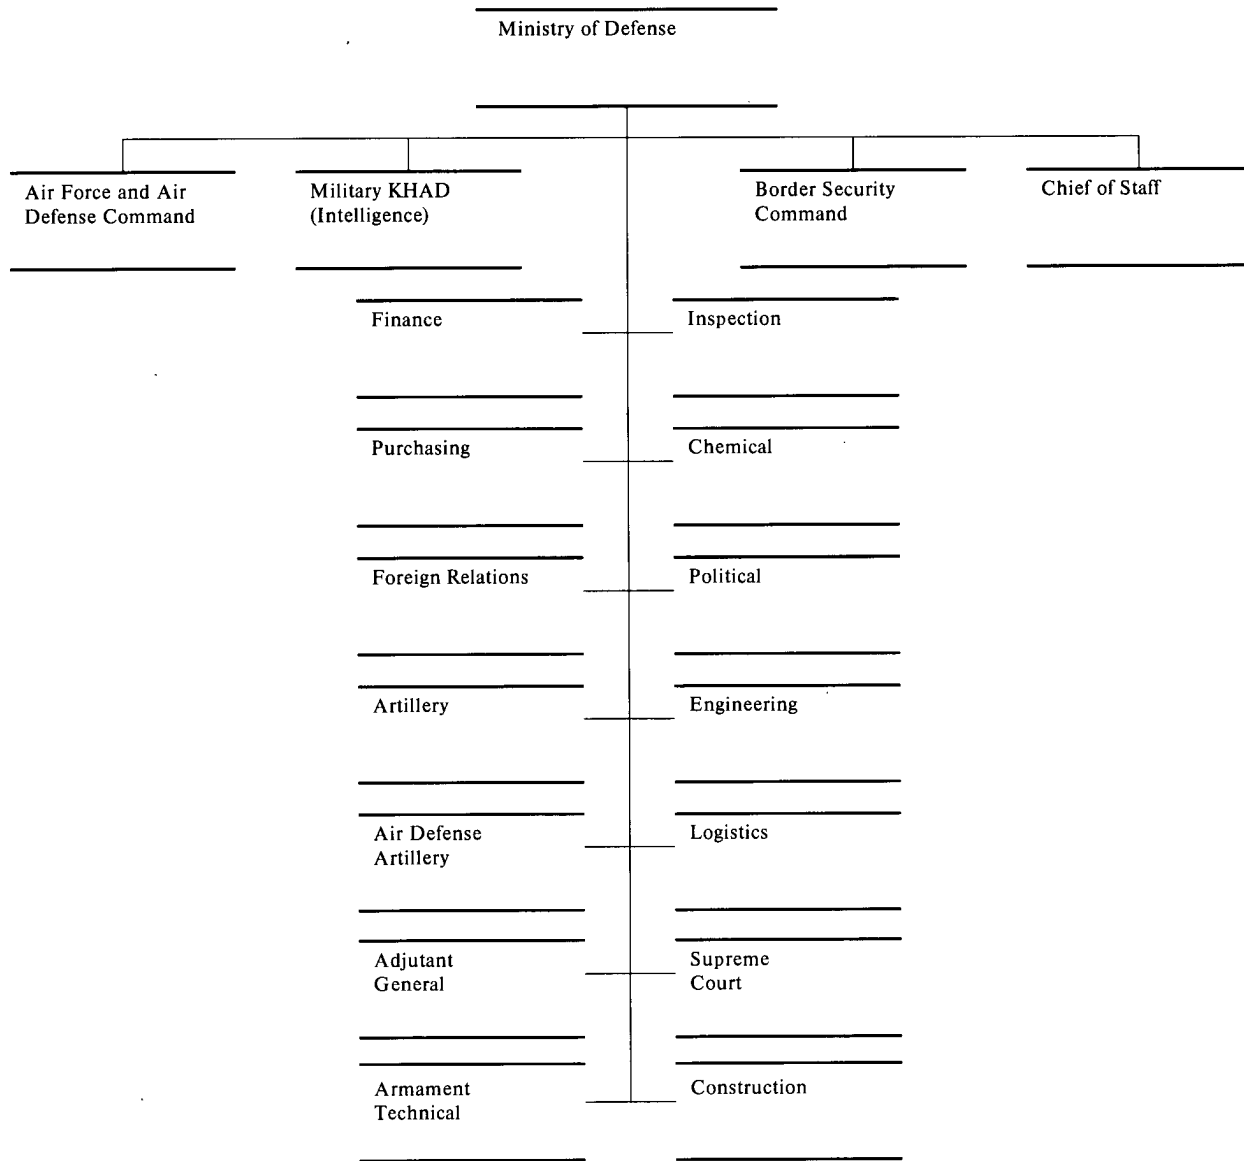 Ministry of Defense
Air Force and Air
Defense Command
Military KHAD
(Intelligence)
Border Security
Command
Chief of Staff
Finance
Inspection
Purchasing
Chemical
Foreign Relations
Political
Artillery
Engineering
Air Defense
Artillery
Logistics
Adjutant
General
Supreme
Court
Armament
Technical
Construction